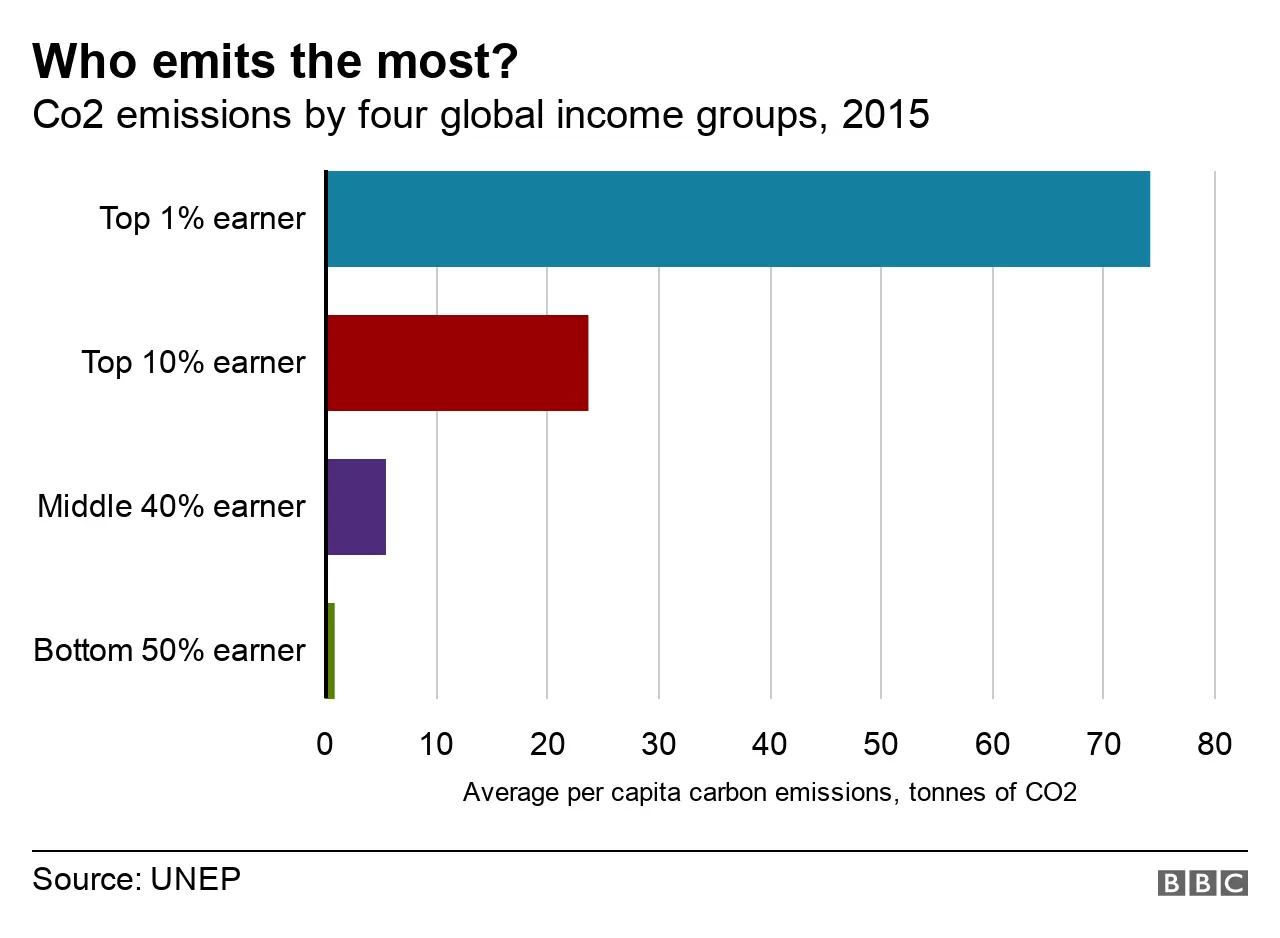 Who emits the most?
Co2 emissions by four global income groups, 2015
Top 1% earner
Top 10% earner
Middle 40% earner
Bottom 50% earner
0 10 20 30 40 50 60 70 80
Average per capita carbon emissions, tonnes of CO2
Source: UNEP
BBC